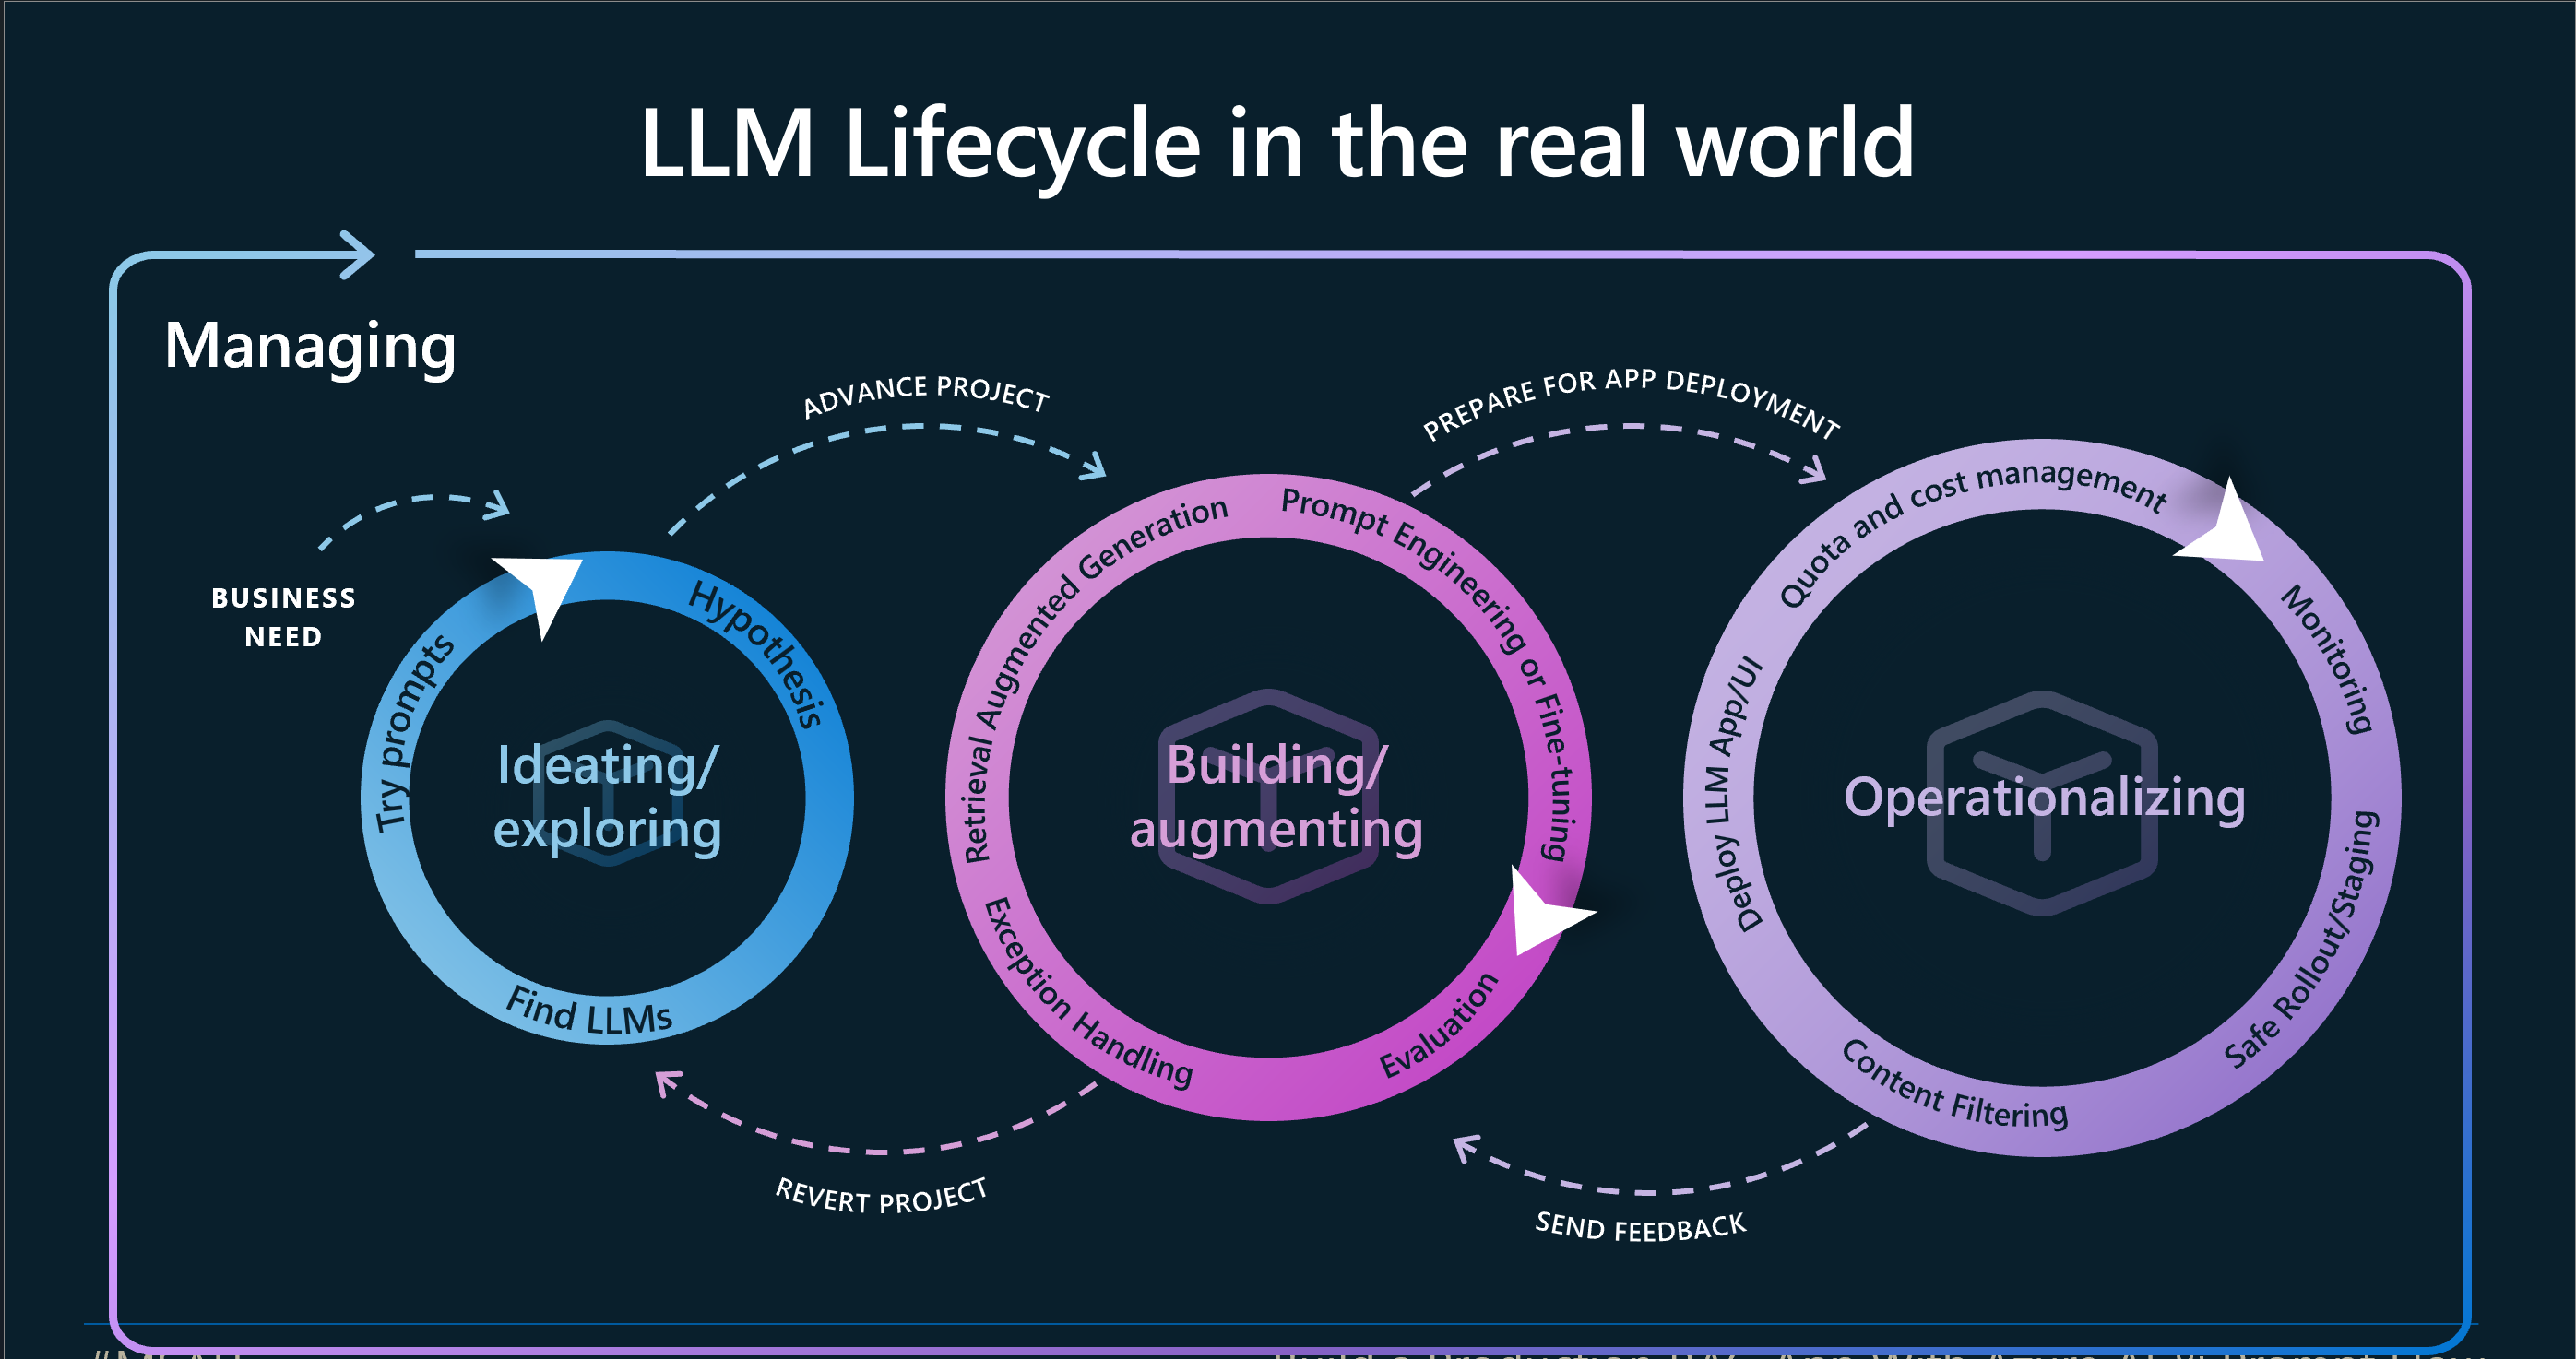 LLM Lifecycle in the real world
Managing
BUSINESS
NEED
ADVANCE PROJECT
PREPARE FOR APP DEPLOYMENT
Try prompts
Hypothesis
Find LLMs
Ideating/
exploring
Retrieval Augmented Generation
Prompt Engineering or Fine-tuning
Exception Handling
Evaluation
Building/
augmenting
Quota and cost management
Monitoring
Deploy LLM App/UI
Safe Rollout/Staging
Content Filtering
Operationalizing
REVERT PROJECT
SEND FEEDBACK